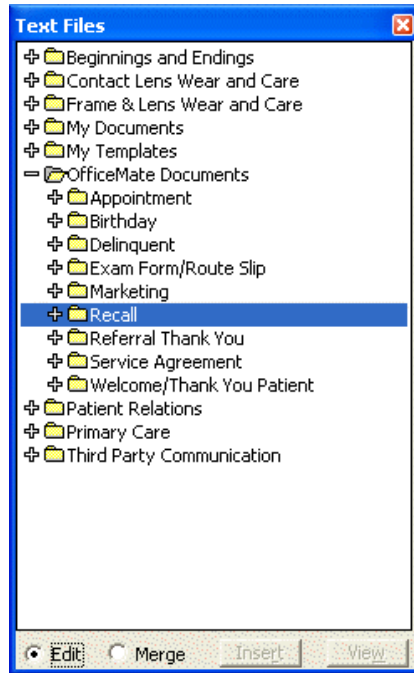 Text Files
Beginnings and Endings
Contact Lens Wear and Care
Frame & Lens Wear and Care
My Documents
My Templates
OfficeMate Documents
Appointment
Birthday
Delinquent
Exam Form/Route Slip
Marketing
Recall
Referral Thank You
Service Agreement
Welcome/Thank You Patient
Patient Relations
Primary Care
Third Party Communication
Edit Merge Insert View